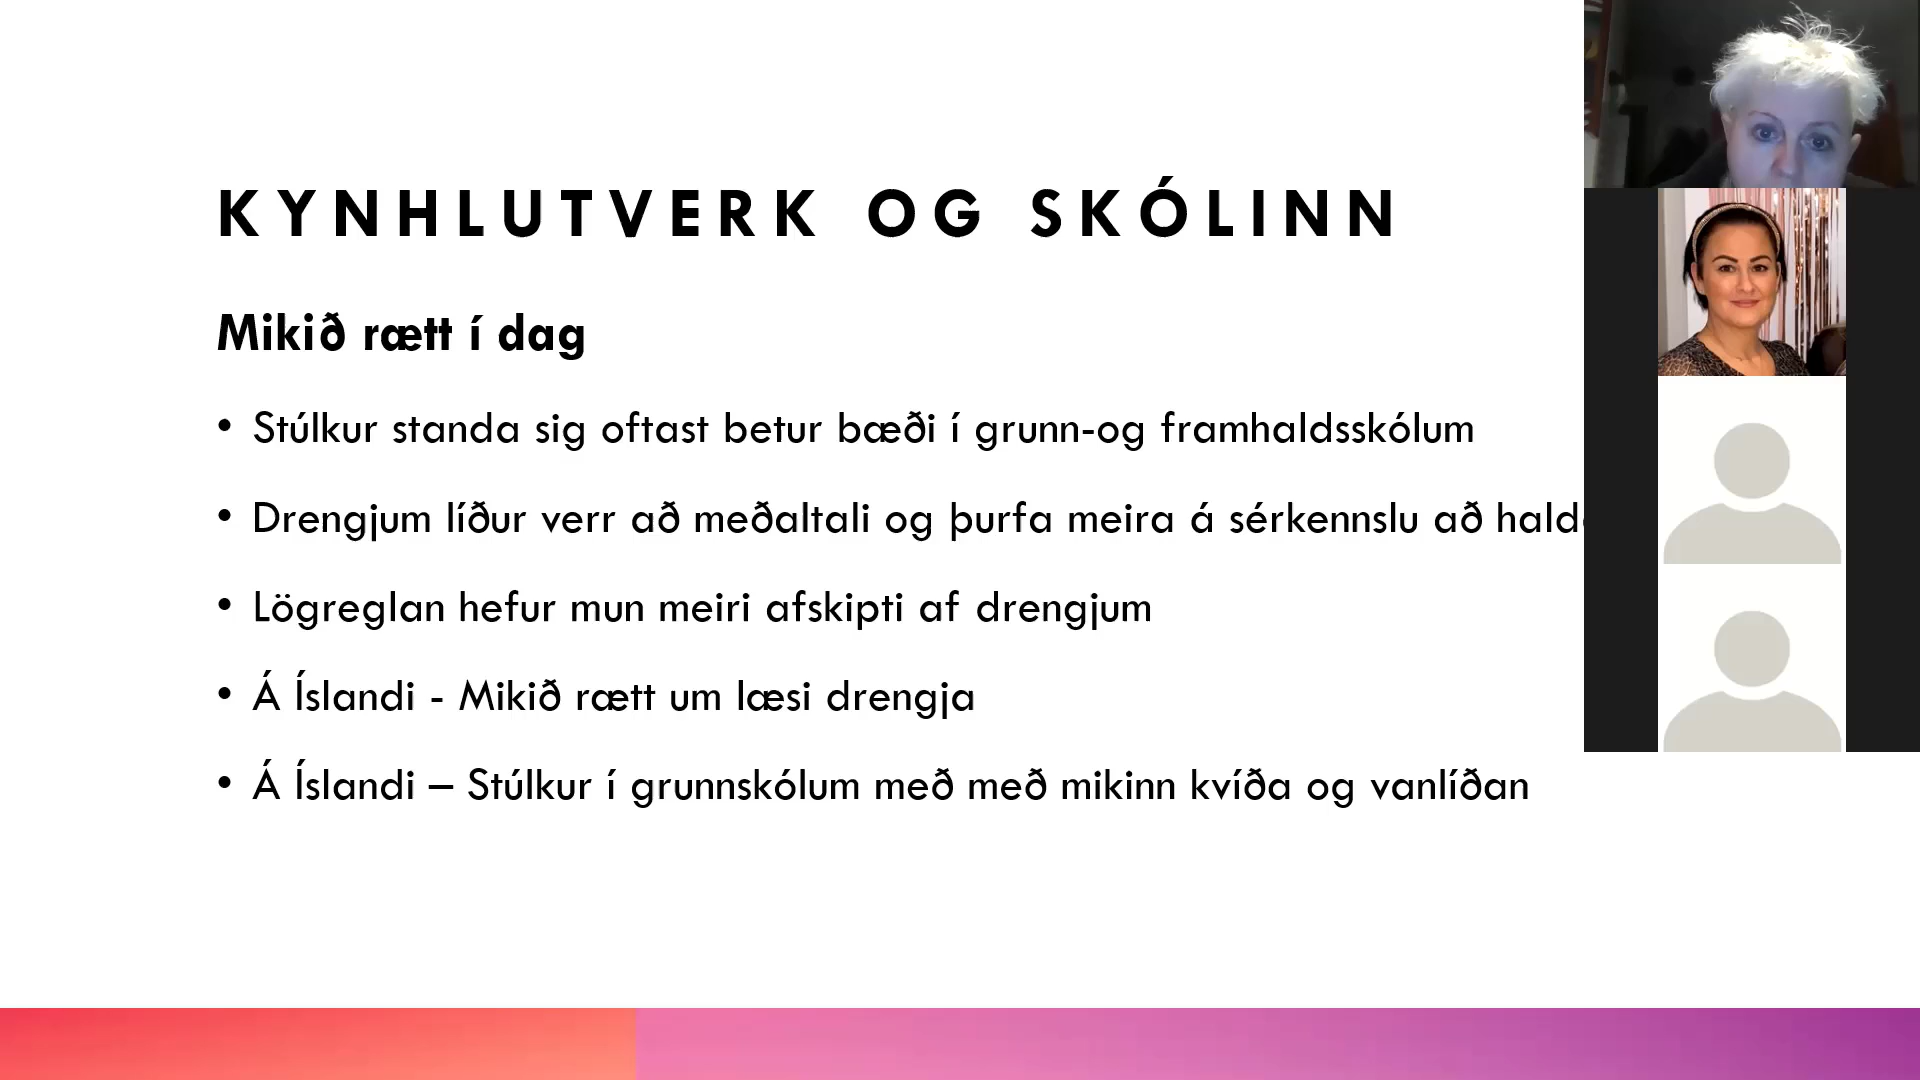 KYNHLUTVERK OG SKÓLINN
Mikið rætt í dag
• Stúlkur standa sig oftast betur bæði í grunn-og framhaldsskólum
• Drengjum líður verr að meðaltali og þurfa meira á sérkennslu að
• Lögreglan hefur mun meiri afskipti af drengjum
• Á Íslandi - Mikið rætt um læsi drengja
• Á Íslandi – Stúlkur í grunnskólum með með mikinn kvíða og vanlíðan